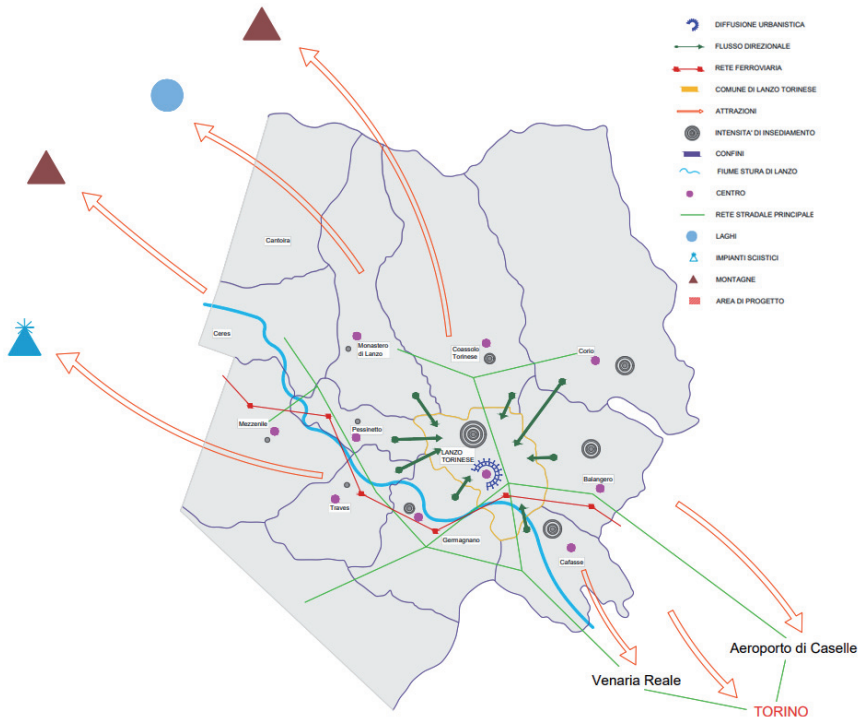 DIFFUSIONE URBANISTICA
FLUSSO DIREZIONALE
RETE FERROVIARIA
COMUNE DI LANZO TORINESE
ATTRAZIONI
INTENSITA' DI INSEDIAMENTO
CONFINI
FIUME STURA DI LANZO
CENTRO
RETE STRADALE PRINCIPALE
LAGHI
IMPIANTI SCIISTICI
MONTAGNE
AREA DI PROGETTO
Cantoira
Ceres
Monastero
di Lanzo
Coassolo
Torinese
Corio
Mezzenile
Pessinetto
LANZO
TORINESE
Balangero
Traves
Germagnano
Cafasse
Aeroporto di Caselle
Venaria Reale
TORINO